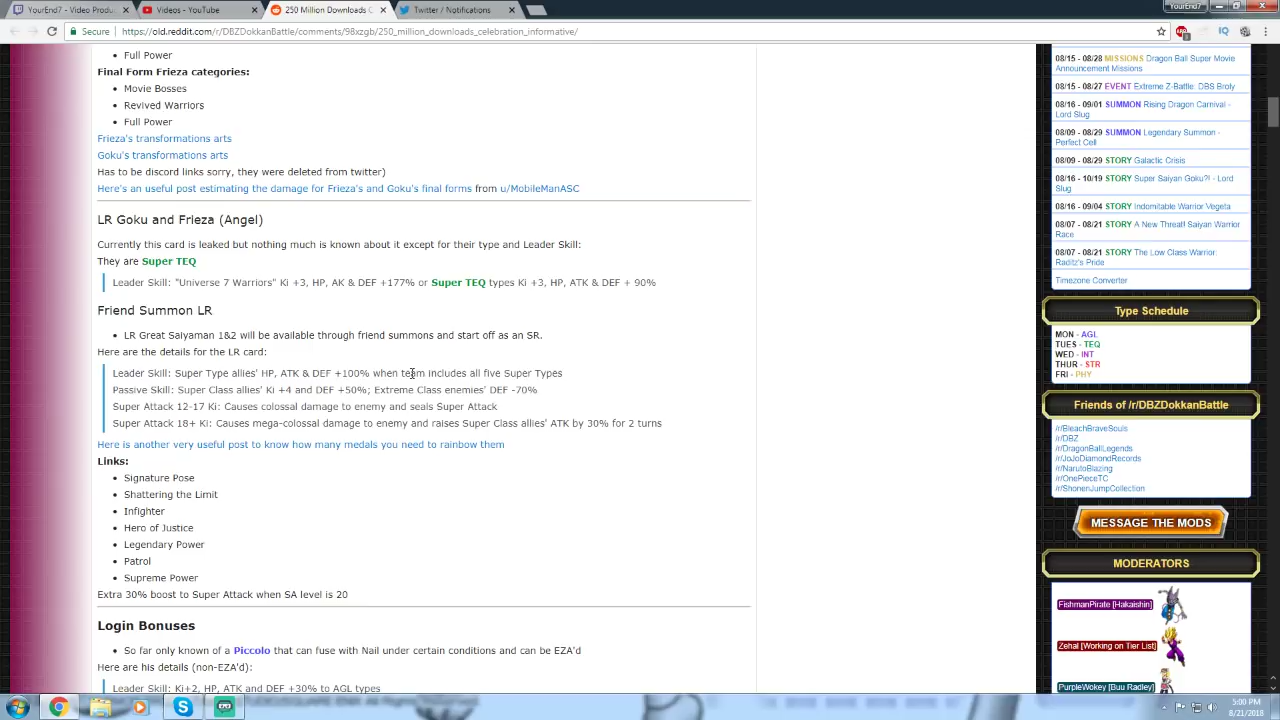 YourEnd7 - Video Produ
Videos - YouTube
250 Million Downloads C
Twitter / Notifications
YourEnd7
Secure
https://old.reddit.com/r/DBZDokkanBattle/comments/98xzgb/250_million_downloads_celebration_informative/
Full Power
Final Form Frieza categories:
Movie Bosses
Revived Warriors
Full Power
Frieza's transformations arts
Goku's transformations arts
Has to be discord links sorry, they were deleted from twitter)
Here's an useful post estimating the damage for Frieza's and Goku's final forms from u/MobileManASC
LR Goku and Frieza (Angel)
Currently this card is leaked but nothing much is known about it except for their type and Leader Skill:
They are Super TEQ
Leader Skill: "Universe 7 Warriors" Ki +3, HP, ATK & DEF
Super TEQ types Ki +3, HP, ATK & DEF + 90%
Friend Summon LR
LR Great Saiyaman 1&2 will be available through friend summons and start off as an SR.
Here are the details for the LR card:
Leader Skill: Super Type allies' HP, ATK & DEF
team includes all five Super Types
Passive Skill: Super Class allies' Ki +4 and DEF
Extreme Class enemies' DEF -70%
Super Attack 12-17 Ki: Causes colossal damage to enemy and seals Super Attack
Super Attack 18+ Ki: Causes mega-colossal damage to enemy and raises Super Class allies' ATK by 30% for 2 turns
Here is another very useful post to know how many medals you need to rainbow them
Links:
Signature Pose
Shattering the Limit
Infighter
Hero of Justice
Legendary Power
Patrol
Supreme Power
Extra 30% boost to Super Attack when SA level is
Login Bonuses
So far only known of a Piccolo that can fuse with
under certain conditions and can be EZA'd
Here are his details (non-EZA'd):
Leader Skill: Ki+2, HP, ATK and DEF +30% to AGL types
08/15 - 08/28 MISSIONS Dragon Ball Super Movie
Announcement Missions
08/15 - 08/27 EVENT Extreme Z-Battle: DBS Broly
08/16 - 09/01 SUMMON Rising Dragon Carnival -
Lord Slug
08/09 - 08/29 SUMMON Legendary Summon -
Perfect Cell
08/09 - 08/29 STORY Galactic Crisis
08/16 - 10/19 STORY Super Saiyan Goku?! - Lord
Slug
08/16 - 09/04 STORY Indomitable Warrior Vegeta
08/07 - 08/21 STORY A New Threat! Saiyan Warrior
Race
08/07 - 08/21 STORY The Low Class Warrior:
Raditz's Pride
Timezone Converter
Type Schedule
MON - AGL
TUES - TEQ
WED - INT
THUR - STR
FRI - PHY
Friends of /r/DBZDokkanBattle
/r/BleachBraveSouls
/r/DBZ
/r/DragonBallLegends
/r/JoJoDiamondRecords
/r/NarutoBlazing
/r/OnePieceTC
/r/ShonenJumpCollection
MESSAGE THE MODS
MODERATORS
FishmanPirate [Hakaishin]
Zehal [Working on Tier List]
PurpleWokey [Buu Radley]
5:00 PM
8/21/2018